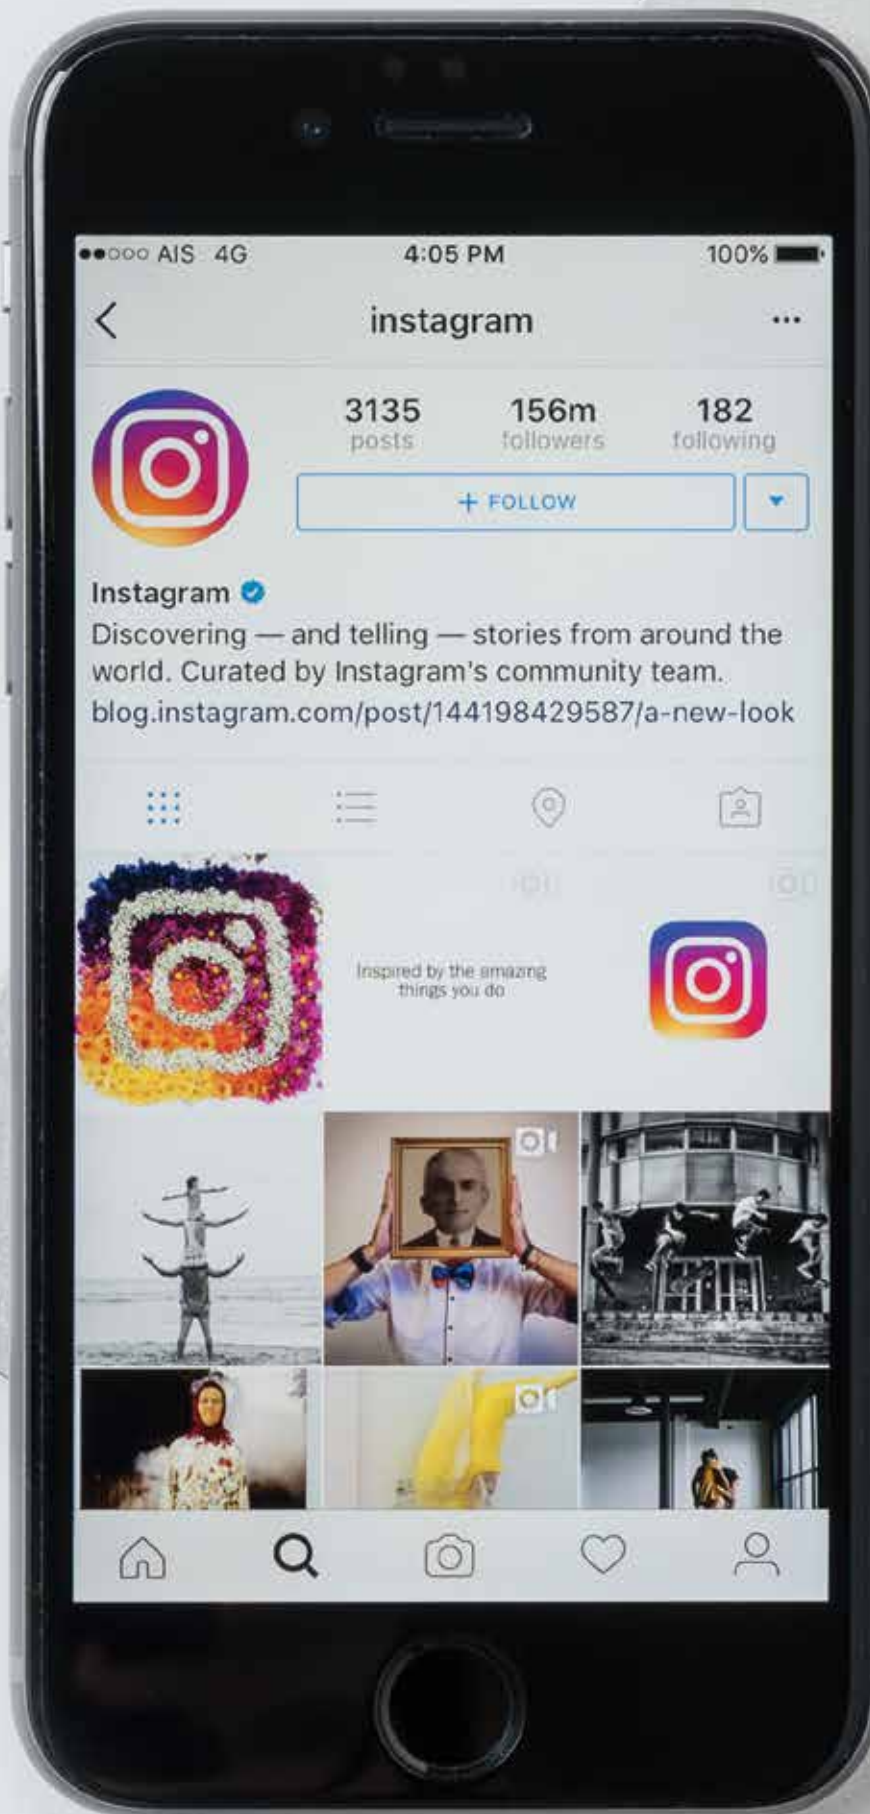 AIS 4G 4:05 PM 100%
instagram
3135 156m 182
posts followers following
+ FOLLOW
Instagram
Discovering — and telling — stories from around the
world. Curated by Instagram's community team.
blog.instagram.com/post/144198429587/a-new-look
Inspired by the amazing
things you do